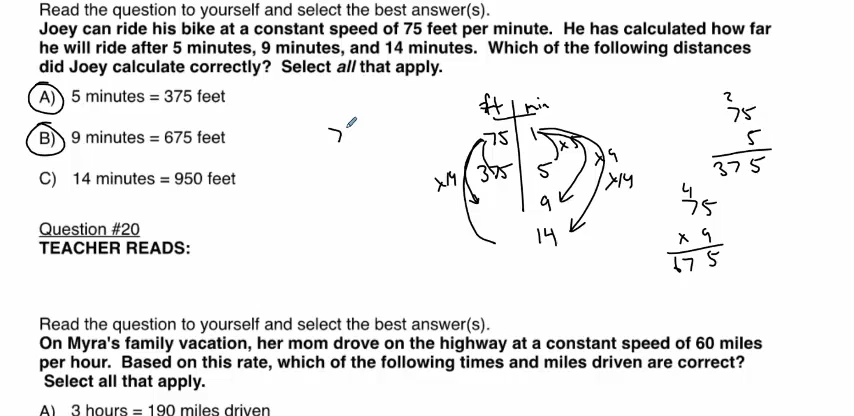 Read the question to yourself and select the best answer(s).
Joey can ride his bike at a constant speed of 75 feet per minute. He has calculated how far
he will ride after 5 minutes, 9 minutes, and 14 minutes. Which of the following distances
did Joey calculate correctly? Select all that apply.
A) 5 minutes = 375 feet
B) 9 minutes = 675 feet
C) 14 minutes = 950 feet
ft min
75 1
375 5
9
14
x14
x5
x9
x14
2
75
5
375
4
75
x 9
675
7
Question #20
TEACHER READS:
Read the question to yourself and select the best answer(s).
On Myra's family vacation, her mom drove on the highway at a constant speed of 60 miles
per hour. Based on this rate, which of the following times and miles driven are correct?
Select all that apply.
A) 3 hours = 190 miles driven